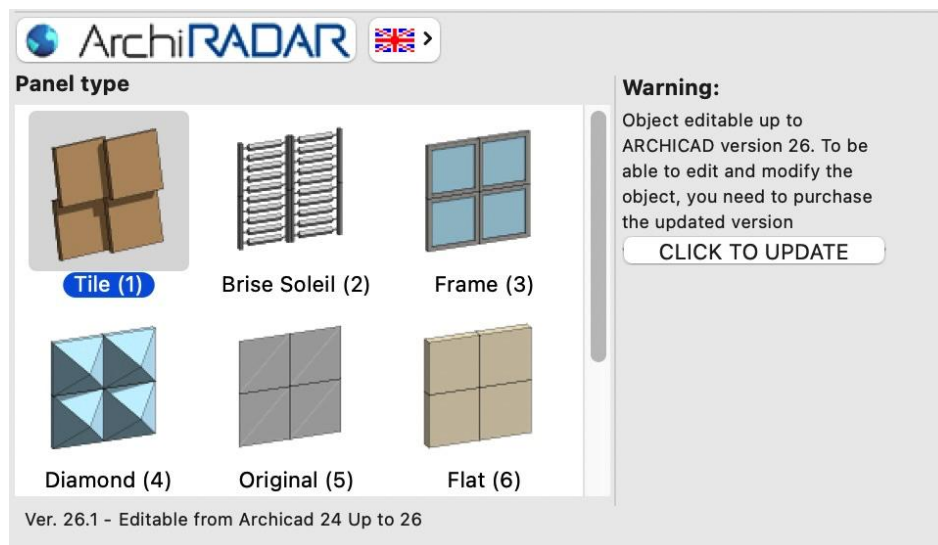 ArchiRADAR
Panel type
Tile (1)
Brise Soleil (2)
Frame (3)
Diamond (4)
Original (5)
Flat (6)
Ver. 26.1 - Editable from Archicad 24 Up to 26
Warning:
Object editable up to
ARCHICAD version 26. To be
able to edit and modify the
object, you need to purchase
the updated version
CLICK TO UPDATE